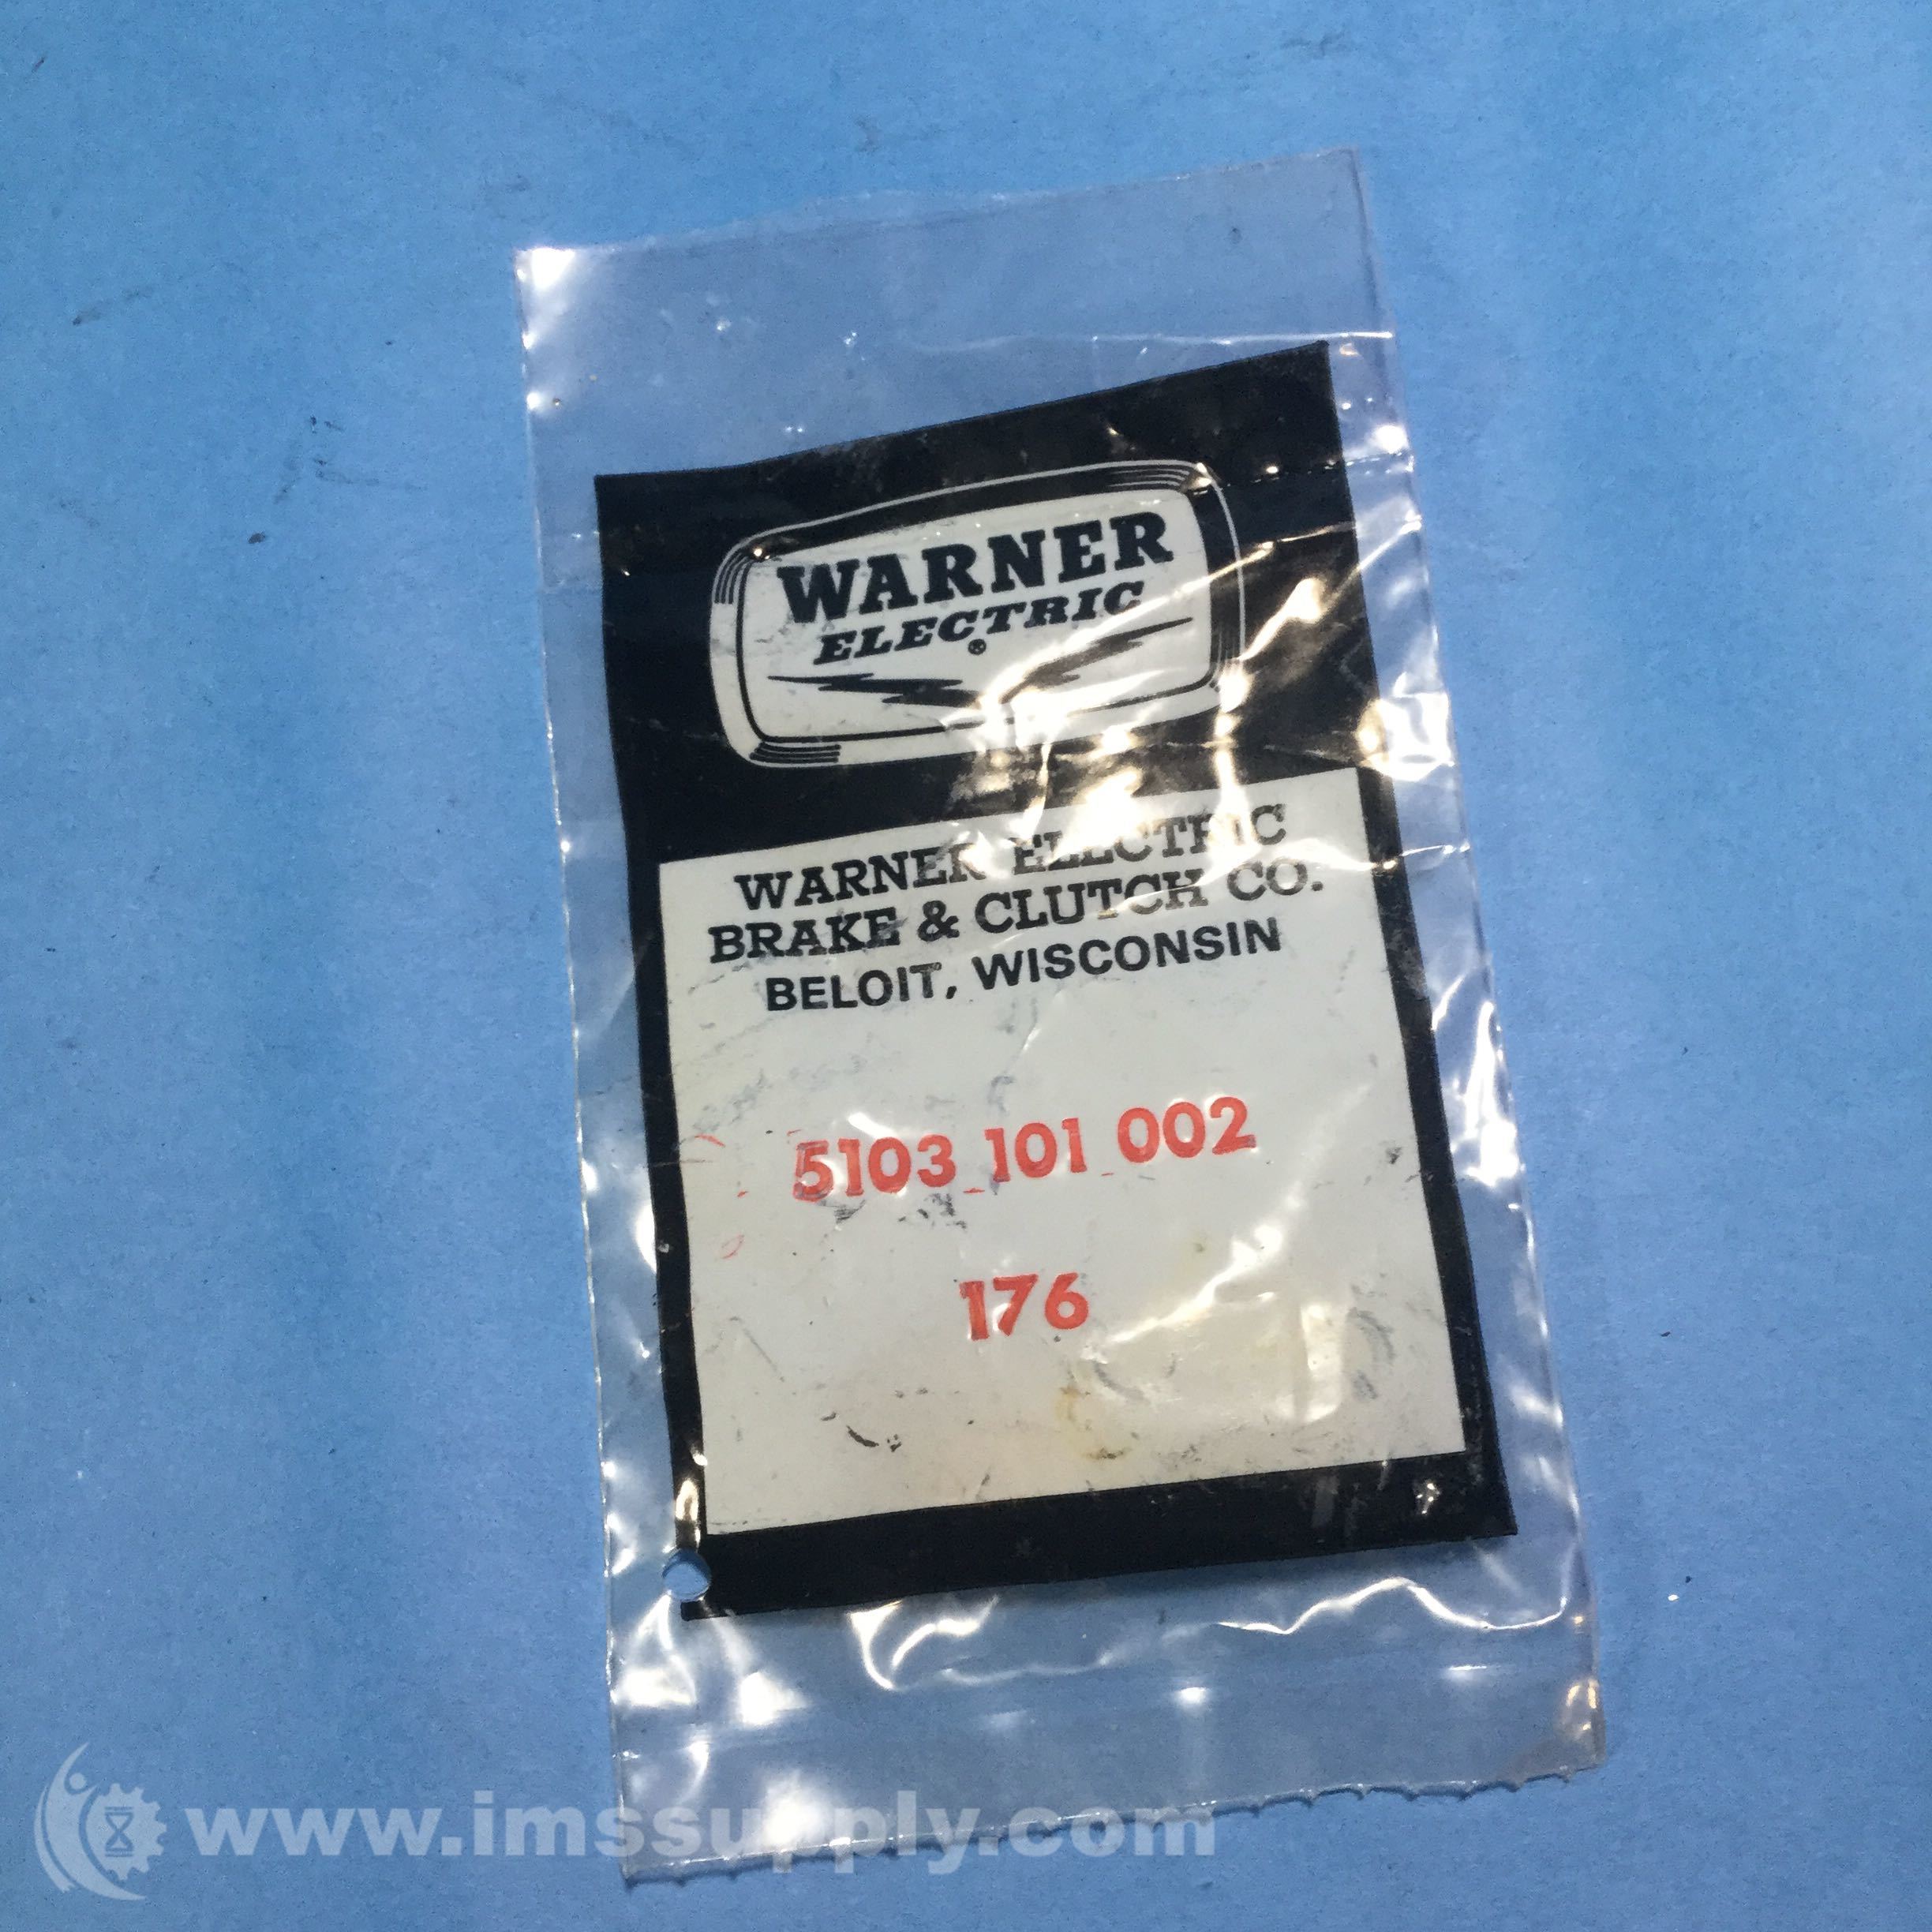 WARNER
ELECTRIC
®
WARNER ELECTRIC
BRAKE & CLUTCH CO.
BELOIT, WISCONSIN
5103 101 002
176
www.imssupply.com